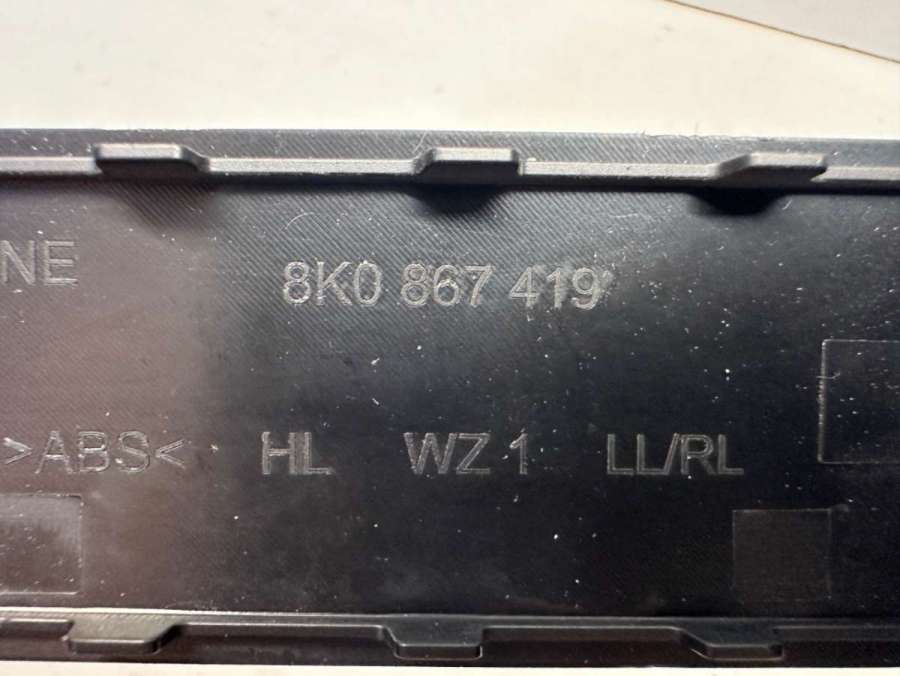 NE
8K0 867 419
>ABS< HL WZ 1 LL/RL